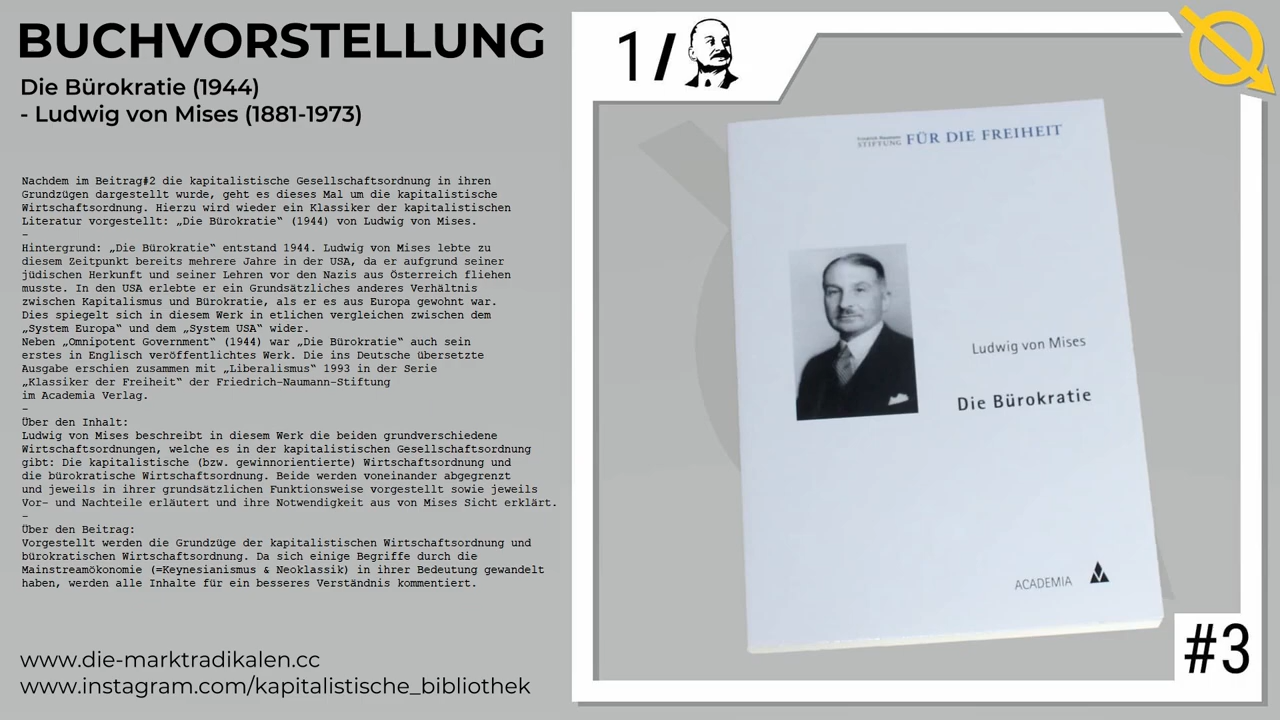 BUCHVORSTELLUNG
Die Bürokratie (1944)
- Ludwig von Mises (1881-1973)
Nachdem im Beitrag#2 die kapitalistische Gesellschaftsordnung in ihren
Grundzügen dargestellt wurde, geht es dieses Mal um die kapitalistische
Wirtschaftsordnung. Hierzu wird wieder ein Klassiker der kapitalistischen
Literatur vorgestellt: „Die Bürokratie“ (1944) von Ludwig von Mises.
-
Hintergrund: „Die Bürokratie“ entstand 1944. Ludwig von Mises lebte zu
diesem Zeitpunkt bereits mehrere Jahre in der USA, da er aufgrund seiner
jüdischen Herkunft und seiner Lehren vor den Nazis aus Österreich fliehen
musste. In den USA erlebte er ein Grundsätzliches anderes Verhältnis
zwischen Kapitalismus und Bürokratie, als er es aus Europa gewohnt war.
Dies spiegelt sich in diesem Werk in etlichen vergleichen zwischen dem
„System Europa“ und dem „System USA“ wider.
Neben „Omnipotent Government“ (1944) war „Die Bürokratie“ auch sein
erstes in Englisch veröffentlichtes Werk. Die ins Deutsche übersetzte
Ausgabe erschien zusammen mit „Liberalismus“ 1993 in der Serie
„Klassiker der Freiheit“ der Friedrich-Naumann-Stiftung
im Academia Verlag.
-
Über den Inhalt:
Ludwig von Mises beschreibt in diesem Werk die beiden grundverschiedene
Wirtschaftsordnungen, welche es in der kapitalistischen Gesellschaftsordnung
gibt: Die kapitalistische (bzw. gewinnorientierte) Wirtschaftsordnung und
die bürokratische Wirtschaftsordnung. Beide werden voneinander abgegrenzt
und jeweils in ihrer grundsätzlichen Funktionsweise vorgestellt sowie jeweils
Vor- und Nachteile erläutert und ihre Notwendigkeit aus von Mises Sicht erklärt.
-
Über den Beitrag:
Vorgestellt werden die Grundzüge der kapitalistischen Wirtschaftsordnung und
bürokratischen Wirtschaftsordnung. Da sich einige Begriffe durch die
Mainstreamökonomie (=Keynesianismus & Neoklassik) in ihrer Bedeutung gewandelt
haben, werden alle Inhalte für ein besseres Verständnis kommentiert.
www.die-marktradikalen.cc
www.instagram.com/kapitalistische_bibliothek
1/
Friedrich Naumann
STIFTUNG FÜR DIE FREIHEIT
Ludwig von Mises
Die Bürokratie
ACADEMIA
#3